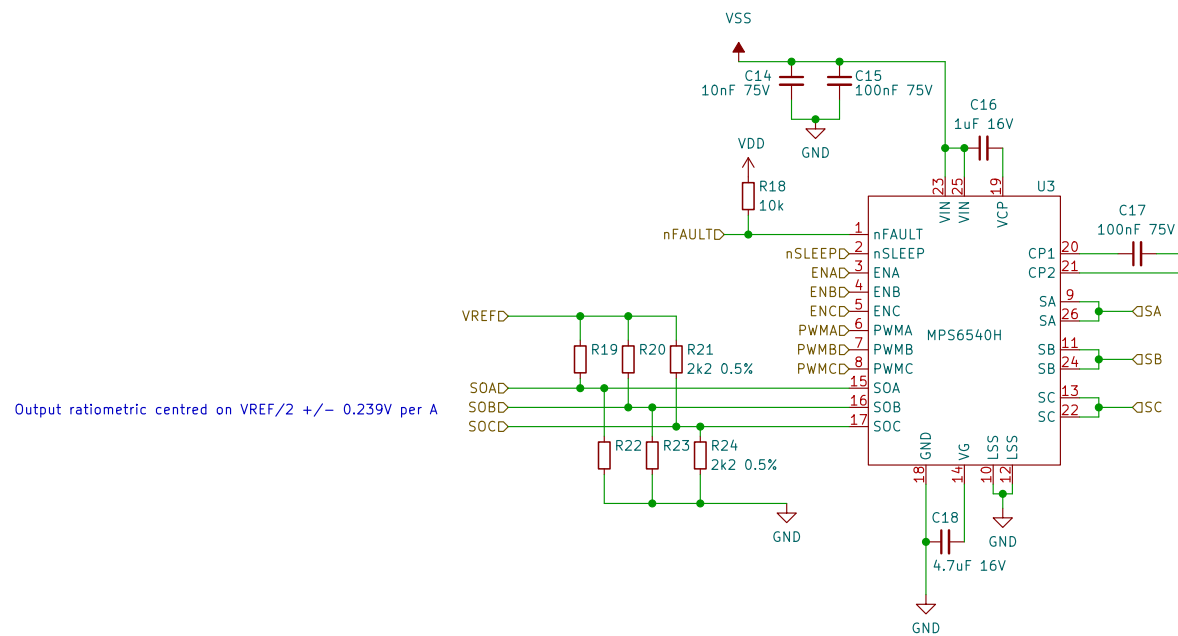 VSS
C14
10nF 75V
C15
100nF 75V
GND
C16
1uF 16V
VDD
R18
10k
U3
23
25
19
VIN
VIN
VCP
nFAULT
1
nFAULT
nSLEEP
2
nSLEEP
ENA
3
ENA
ENB
4
ENB
ENC
5
ENC
PWMA
6
PWMA
PWMB
7
PWMB
PWMC
8
PWMC
15
SOA
16
SOB
17
SOC
MPS6540H
C17
100nF 75V
CP1
20
CP2
21
SA
9
SA
26
SA
SB
11
SB
24
SB
SC
13
SC
22
SC
VREF
R19
R20
R21
2k2 0.5%
SOA
SOB
SOC
Output ratiometric centred on VREF/2 +/- 0.239V per A
R22
R23
R24
2k2 0.5%
GND
GND
VG
LSS
LSS
18
14
10
12
C18
4.7uF 16V
GND
GND